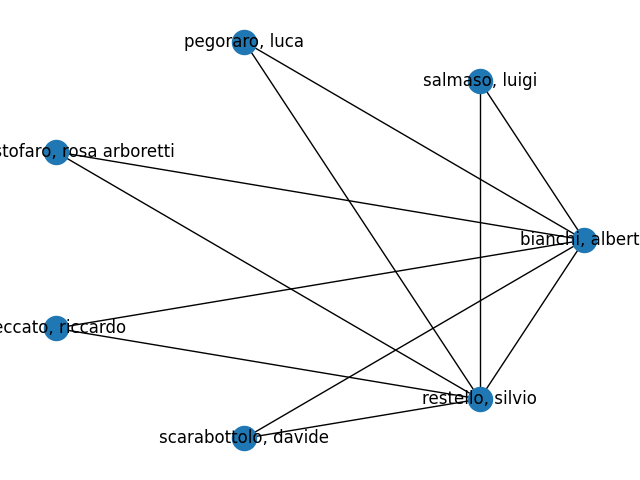 pegoraro, luca
salmaso, luigi
stofaro, rosa arboretti
bianchi, albert
eccato, riccardo
restello, silvio
scarabottolo, davide